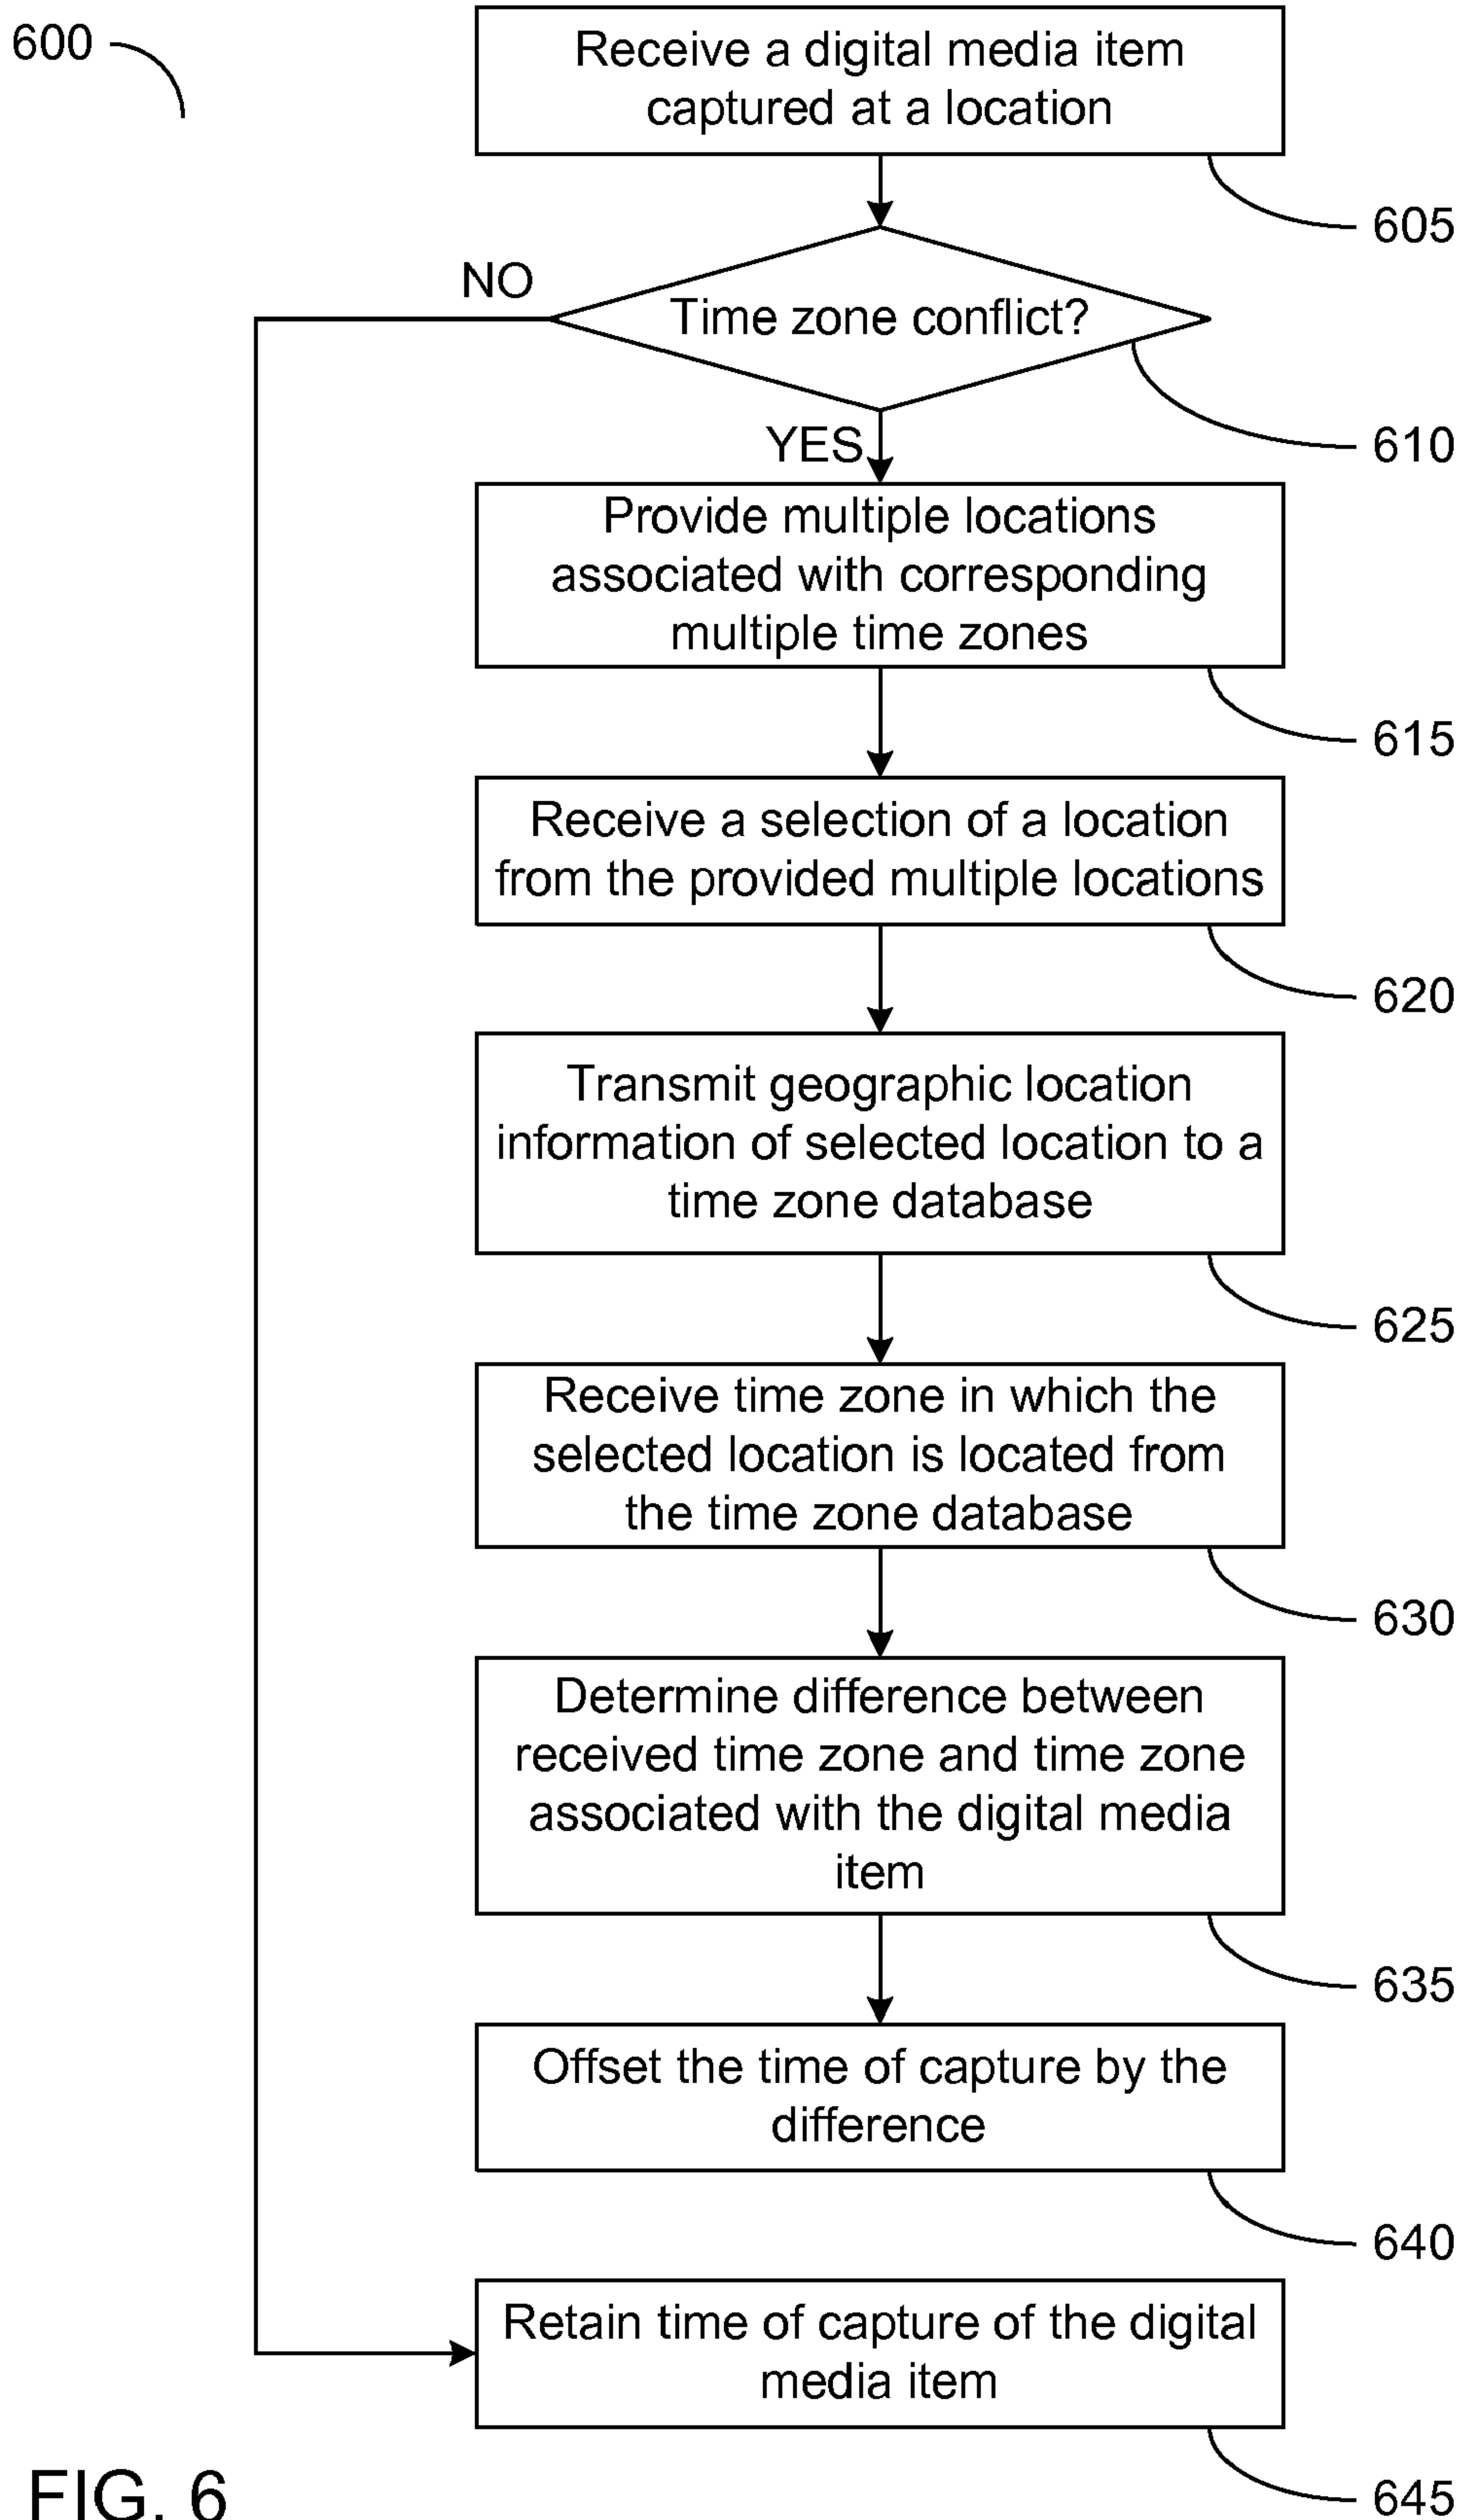 600
Receive a digital media item
captured at a location
605
NO
Time zone conflict?
610
YES
Provide multiple locations
associated with corresponding
multiple time zones
615
Receive a selection of a location
from the provided multiple locations
620
Transmit geographic location
information of selected location to a
time zone database
625
Receive time zone in which the
selected location is located from
the time zone database
630
Determine difference between
received time zone and time zone
associated with the digital media
item
635
Offset the time of capture by the
difference
640
Retain time of capture of the digital
media item
645
FIG. 6